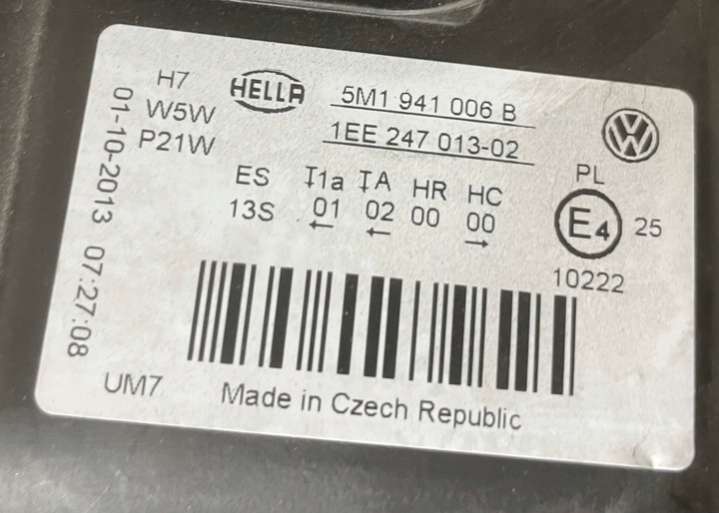 H7
W5W
P21W
HELLA
5M1 941 006 B
1EE 247 013-02
VW
ES I1a IA HR HC
13S 01 02 00 00
← ← →
PL
E4 25
10222
01-10-2013 07:27:08
UM7
Made in Czech Republic